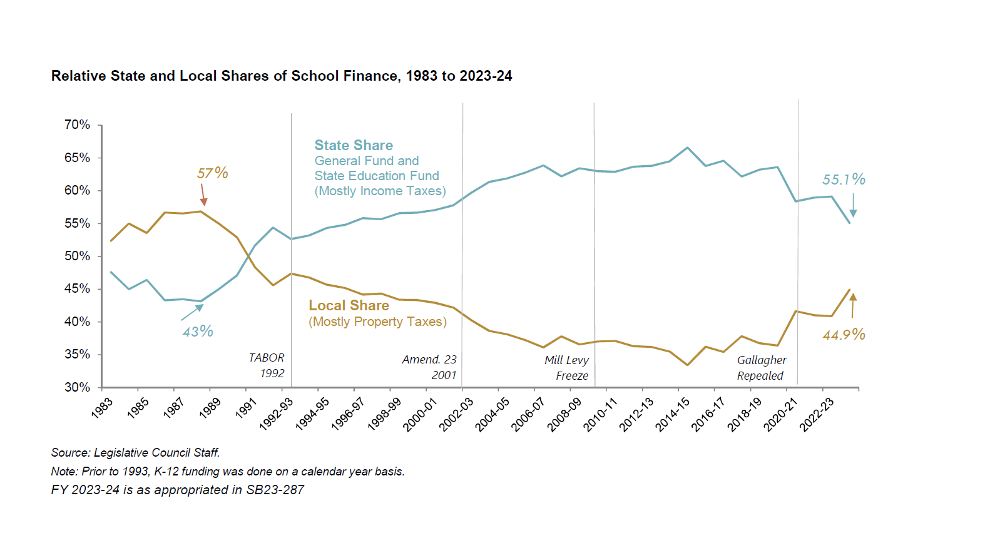 Relative State and Local Shares of School Finance, 1983 to 2023-24
70%
65%
60%
55%
50%
45%
40%
35%
30%
57%
43%
State Share
General Fund and
State Education Fund
(Mostly Income Taxes)
Local Share
(Mostly Property Taxes)
55.1%
44.9%
TABOR
1992
Amend. 23
2001
Mill Levy
Freeze
Gallagher
Repealed
1983
1985
1987
1989
1991
1992-93
1994-95
1996-97
1998-99
2000-01
2002-03
2004-05
2006-07
2008-09
2010-11
2012-13
2014-15
2016-17
2018-19
2020-21
2022-23
Source: Legislative Council Staff.
Note: Prior to 1993, K-12 funding was done on a calendar year basis.
FY 2023-24 is as appropriated in SB23-287